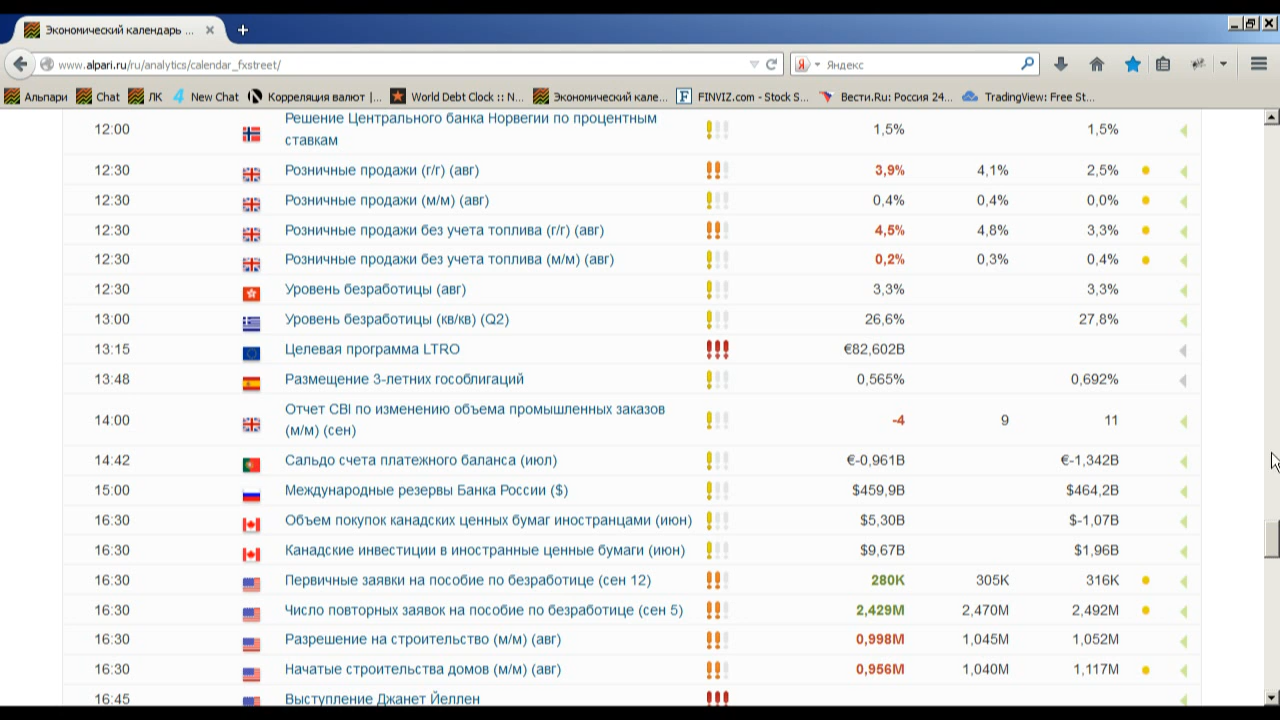 Экономический календарь ...
www.alpari.ru/ru/analytics/calendar_fxstreet/
Яндекс
Альпари Chat ЛК New Chat Корреляция валют |... World Debt Clock :: N... Экономический кале... FINVIZ.com - Stock S... Вести.Ru: Россия 24... TradingView: Free St...
12:00 Решение Центрального банка Норвегии по процентным ставкам 1,5% 1,5%
12:30 Розничные продажи (г/г) (авг) 3,9% 4,1% 2,5%
12:30 Розничные продажи (м/м) (авг) 0,4% 0,4% 0,0%
12:30 Розничные продажи без учета топлива (г/г) (авг) 4,5% 4,8% 3,3%
12:30 Розничные продажи без учета топлива (м/м) (авг) 0,2% 0,3% 0,4%
12:30 Уровень безработицы (авг) 3,3% 3,3%
13:00 Уровень безработицы (кв/кв) (Q2) 26,6% 27,8%
13:15 Целевая программа LTRO €82,602B
13:48 Размещение 3-летних гособлигаций 0,565% 0,692%
14:00 Отчет CBI по изменению объема промышленных заказов (м/м) (сен) -4 9 11
14:42 Сальдо счета платежного баланса (июл) €-0,961B €-1,342B
15:00 Международные резервы Банка России ($) $459,9B $464,2B
16:30 Объем покупок канадских ценных бумаг иностранцами (июн) $5,30B $-1,07B
16:30 Канадские инвестиции в иностранные ценные бумаги (июн) $9,67B $1,96B
16:30 Первичные заявки на пособие по безработице (сен 12) 280K 305K 316K
16:30 Число повторных заявок на пособие по безработице (сен 5) 2,429M 2,470M 2,492M
16:30 Разрешение на строительство (м/м) (авг) 0,998M 1,045M 1,052M
16:30 Начатые строительства домов (м/м) (авг) 0,956M 1,040M 1,117M
16:45 Выступление Джанет Йеллен